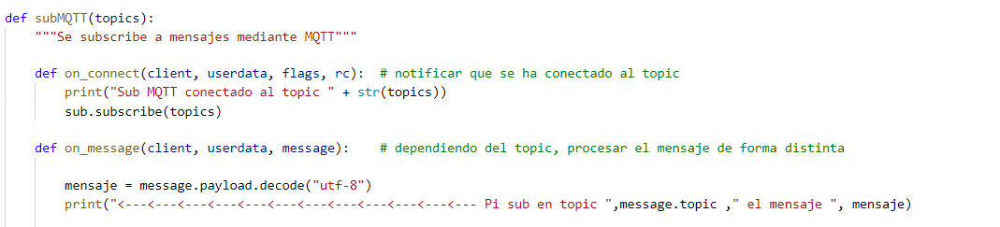 def subMQTT(topics):
    """Se subscribe a mensajes mediante MQTT"""
    def on_connect(client, userdata, flags, rc):  # notificar que se ha conectado al topic
        print("Sub MQTT conectado al topic " + str(topics))
        sub.subscribe(topics)
    def on_message(client, userdata, message):    # dependiendo del topic, procesar el mensaje de forma distinta
        mensaje = message.payload.decode("utf-8")
        print("<---<---<---<---<---<---<---<---<---<---<---<--- Pi sub en topic ",message.topic ," el mensaje ", mensaje)